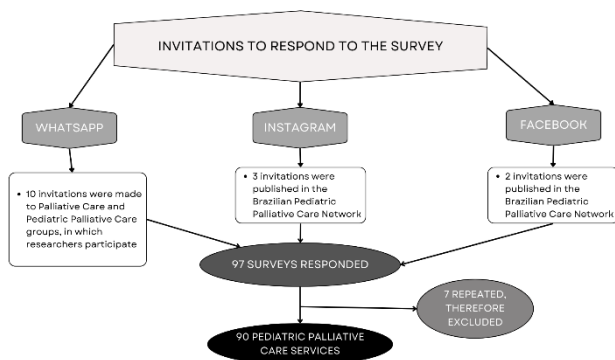 INVITATIONS TO RESPOND TO THE SURVEY
WHATSAPP
INSTAGRAM
FACEBOOK
• 10 invitations were made
to Palliative Care and
Pediatric Palliative Care
groups, in which
researchers participate
• 3 invitations were
published in the
Brazilian Pediatric
Palliative Care Network
• 2 invitations were
published in the
Brazilian Pediatric
Palliative Care Network
97 SURVEYS RESPONDED
7 REPEATED,
THEREFORE
EXCLUDED
90 PEDIATRIC PALLIATIVE
CARE SERVICES